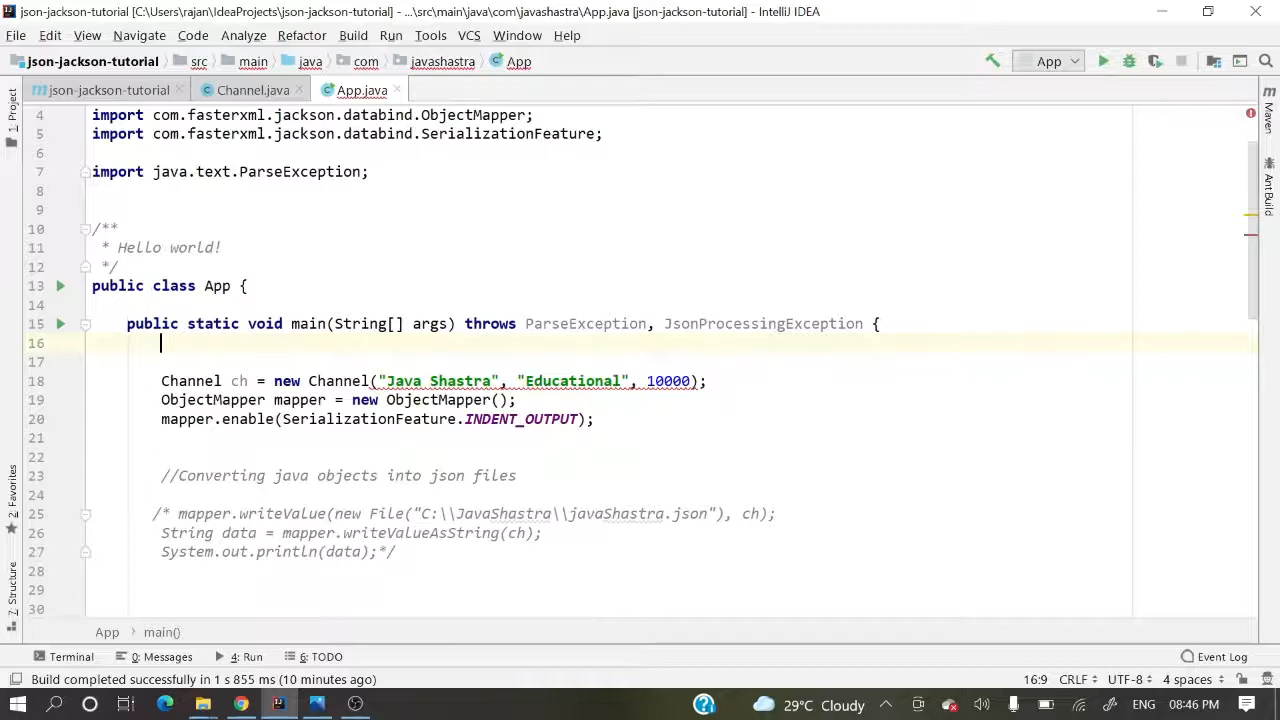 json-jackson-tutorial [C:\Users\rajan\IdeaProjects\json-jackson-tutorial] - ...\src\main\java\com\javashastra\App.java [json-jackson-tutorial] - IntelliJ IDEA
File Edit View Navigate Code Analyze Refactor Build Run Tools VCS Window Help
json-jackson-tutorial src main java com javashastra App App
json-jackson-tutorial Channel.java App.java
1: Project
Maven
Ant Build
2: Favorites
7: Structure
4 import com.fasterxml.jackson.databind.ObjectMapper;
5 import com.fasterxml.jackson.databind.SerializationFeature;
6
7 import java.text.ParseException;
8
9
10 /**
11 * Hello world!
12 */
13 public class App {
14
15 public static void main(String[] args) throws ParseException, JsonProcessingException {
16
17
18 Channel ch = new Channel("Java Shastra", "Educational", 10000);
19 ObjectMapper mapper = new ObjectMapper();
20 mapper.enable(SerializationFeature.INDENT_OUTPUT);
21
22
23 //Converting java objects into json files
24
25 /* mapper.writeValue(new File("C:\\JavaShastra\\javaShastra.json"), ch);
26 String data = mapper.writeValueAsString(ch);
27 System.out.println(data);*/
28
29
30
App › main()
Terminal 0: Messages 4: Run 6: TODO Event Log
Build completed successfully in 1 s 855 ms (10 minutes ago) 16:9 CRLF UTF-8 4 spaces
29°C Cloudy ENG 08:46 PM